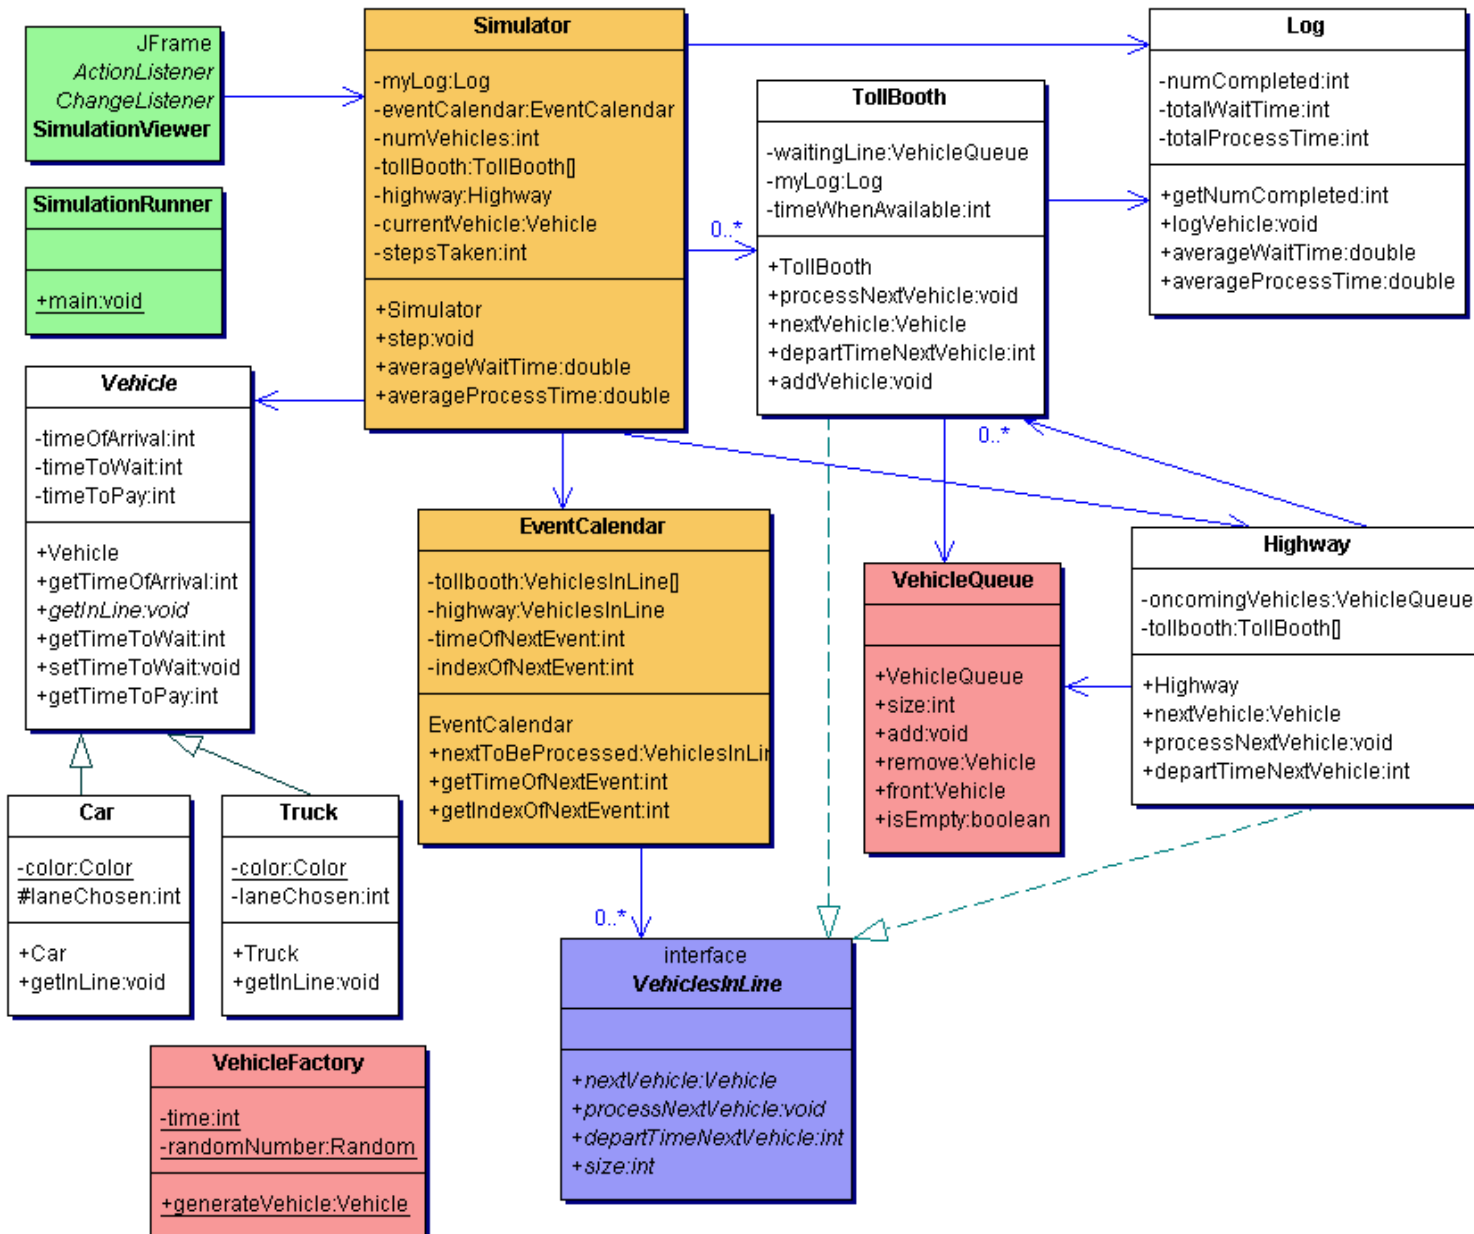 JFrame
ActionListener
ChangeListener
SimulationViewer
SimulationRunner
+main:void
Simulator
-myLog:Log
-eventCalendar:EventCalendar
-numVehicles:int
-tollBooth:TollBooth[]
-highway:Highway
-currentVehicle:Vehicle
-stepsTaken:int
+Simulator
+step:void
+averageWaitTime:double
+averageProcessTime:double
0..*
TollBooth
-waitingLine:VehicleQueue
-myLog:Log
-timeWhenAvailable:int
+TollBooth
+processNextVehicle:void
+nextVehicle:Vehicle
+departTimeNextVehicle:int
+addVehicle:void
0..*
Log
-numCompleted:int
-totalWaitTime:int
-totalProcessTime:int
+getNumCompleted:int
+logVehicle:void
+averageWaitTime:double
+averageProcessTime:double
Vehicle
-timeOfArrival:int
-timeToWait:int
-timeToPay:int
+Vehicle
+getTimeOfArrival:int
+getInLine:void
+getTimeToWait:int
+setTimeToWait:void
+getTimeToPay:int
EventCalendar
-tollbooth:VehiclesInLine[]
-highway:VehiclesInLine
-timeOfNextEvent:int
-indexOfNextEvent:int
EventCalendar
+nextToBeProcessed:VehiclesInLin
+getTimeOfNextEvent:int
+getIndexOfNextEvent:int
0..*
VehicleQueue
+VehicleQueue
+size:int
+add:void
+remove:Vehicle
+front:Vehicle
+isEmpty:boolean
Highway
-oncomingVehicles:VehicleQueue
-tollbooth:TollBooth[]
+Highway
+nextVehicle:Vehicle
+processNextVehicle:void
+departTimeNextVehicle:int
Car
-color:Color
#laneChosen:int
+Car
+getInLine:void
Truck
-color:Color
-laneChosen:int
+Truck
+getInLine:void
interface
VehiclesInLine
+nextVehicle:Vehicle
+processNextVehicle:void
+departTimeNextVehicle:int
+size:int
VehicleFactory
-time:int
-randomNumber:Random
+generateVehicle:Vehicle